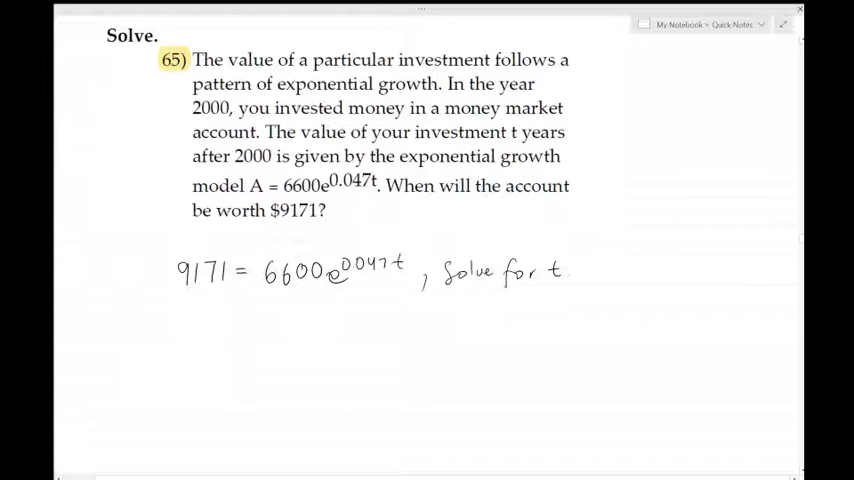 My Notebook > Quick Notes
Solve.
65) The value of a particular investment follows a
pattern of exponential growth. In the year
2000, you invested money in a money market
account. The value of your investment t years
after 2000 is given by the exponential growth
model A = 6600e^0.047t. When will the account
be worth $9171?
9171 = 6600e^0.047t, Solve for t